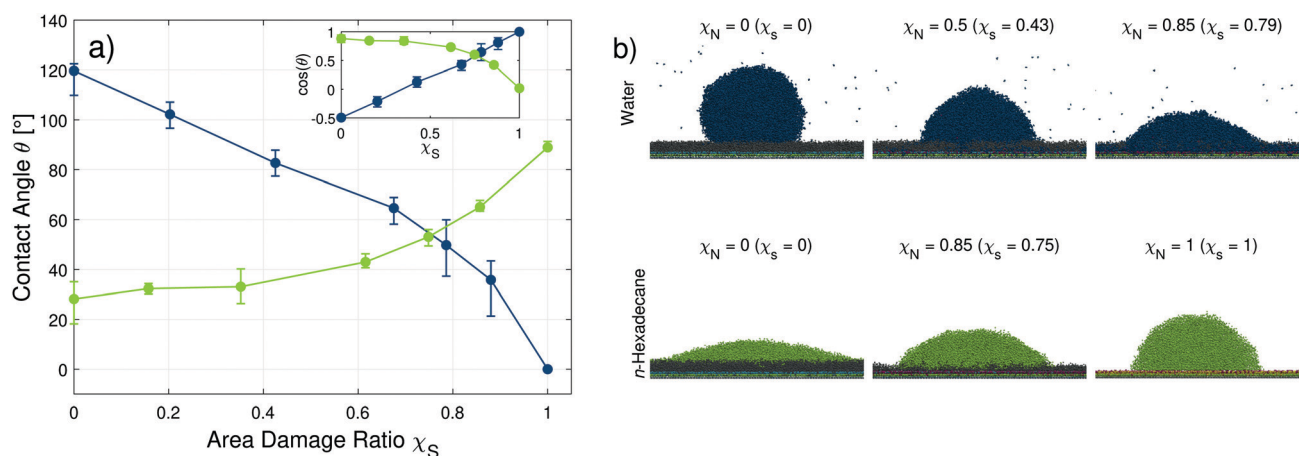 a)
Contact Angle θ [°]
140
120
100
80
60
40
20
0
0 0.2 0.4 0.6 0.8 1
Area Damage Ratio χS
cos(θ)
1
0.5
0
-0.5
0 0.5 1
χS
b)
χN = 0 (χs = 0) χN = 0.5 (χs = 0.43) χN = 0.85 (χs = 0.79)
Water
χN = 0 (χs = 0) χN = 0.85 (χs = 0.75) χN = 1 (χs = 1)
n-Hexadecane